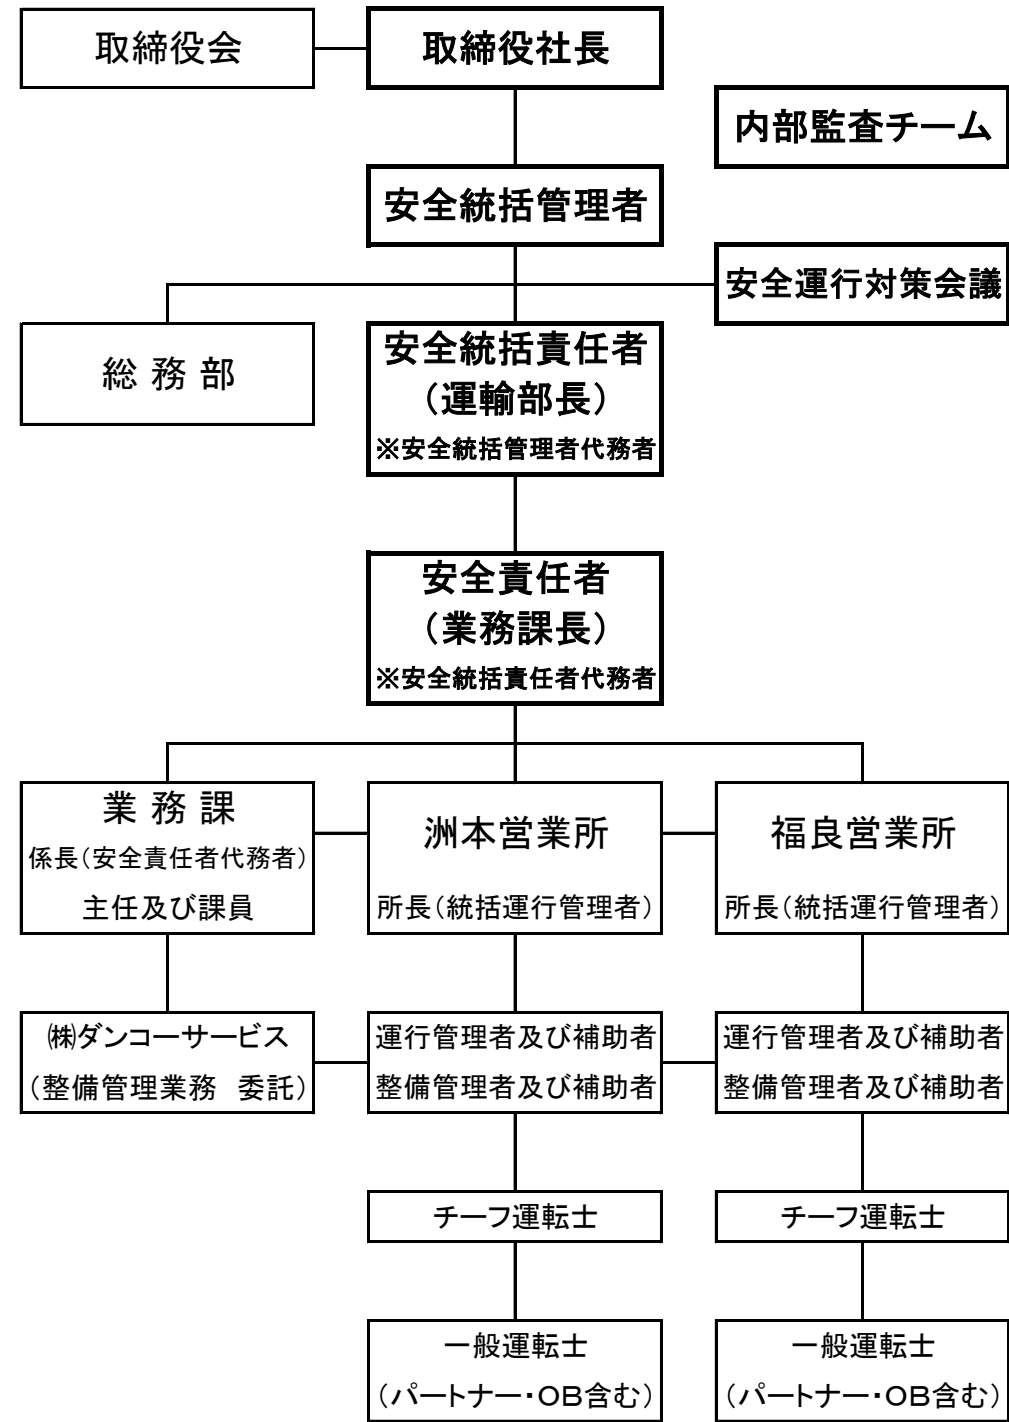 取締役会
取締役社長
内部監査チーム
安全統括管理者
安全運行対策会議
総 務 部
安全統括責任者
（運輸部長）
※安全統括管理者代務者
安全責任者
（業務課長）
※安全統括責任者代務者
業 務 課
係長（安全責任者代務者）
主任及び課員
洲本営業所
所長（統括運行管理者）
福良営業所
所長（統括運行管理者）
㈱ダンコーサービス
（整備管理業務　委託）
運行管理者及び補助者
整備管理者及び補助者
運行管理者及び補助者
整備管理者及び補助者
チーフ運転士
チーフ運転士
一般運転士
（パートナー・ＯＢ含む）
一般運転士
（パートナー・ＯＢ含む）